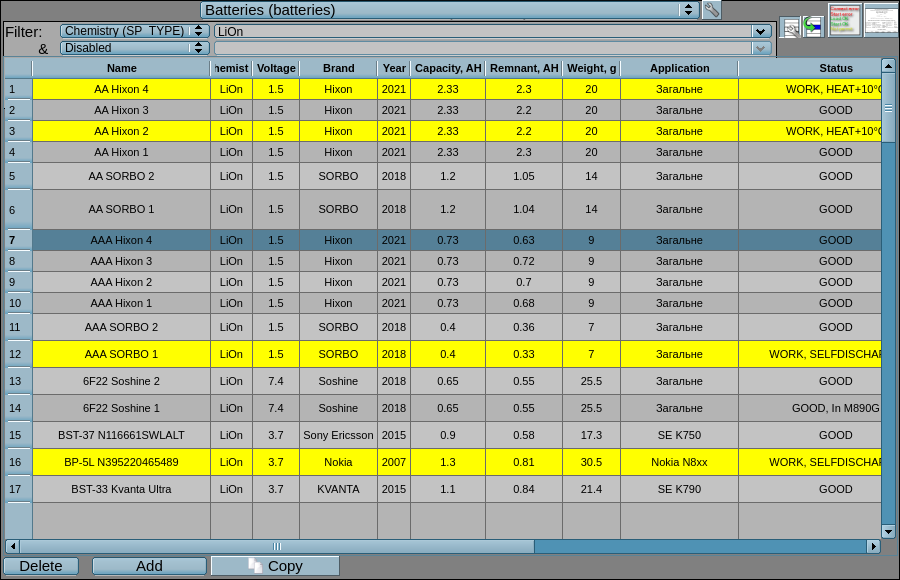 Batteries (batteries)
Filter: Chemistry (SP_TYPE) LiOn
& Disabled
Name hemist Voltage Brand Year Capacity, AH Remnant, AH Weight, g Application Status
1 AA Hixon 4 LiOn 1.5 Hixon 2021 2.33 2.3 20 Загальне WORK, HEAT+10°C
2 AA Hixon 3 LiOn 1.5 Hixon 2021 2.33 2.2 20 Загальне GOOD
3 AA Hixon 2 LiOn 1.5 Hixon 2021 2.33 2.2 20 Загальне WORK, HEAT+10°C
4 AA Hixon 1 LiOn 1.5 Hixon 2021 2.33 2.3 20 Загальне GOOD
5 AA SORBO 2 LiOn 1.5 SORBO 2018 1.2 1.05 14 Загальне GOOD
6 AA SORBO 1 LiOn 1.5 SORBO 2018 1.2 1.04 14 Загальне GOOD
7 AAA Hixon 4 LiOn 1.5 Hixon 2021 0.73 0.63 9 Загальне GOOD
8 AAA Hixon 3 LiOn 1.5 Hixon 2021 0.73 0.72 9 Загальне GOOD
9 AAA Hixon 2 LiOn 1.5 Hixon 2021 0.73 0.7 9 Загальне GOOD
10 AAA Hixon 1 LiOn 1.5 Hixon 2021 0.73 0.68 9 Загальне GOOD
11 AAA SORBO 2 LiOn 1.5 SORBO 2018 0.4 0.36 7 Загальне GOOD
12 AAA SORBO 1 LiOn 1.5 SORBO 2018 0.4 0.33 7 Загальне WORK, SELFDISCHAR
13 6F22 Soshine 2 LiOn 7.4 Soshine 2018 0.65 0.55 25.5 Загальне GOOD
14 6F22 Soshine 1 LiOn 7.4 Soshine 2018 0.65 0.55 25.5 Загальне GOOD, In M890G
15 BST-37 N116661SWLALT LiOn 3.7 Sony Ericsson 2015 0.9 0.58 17.3 SE K750 GOOD
16 BP-5L N395220465489 LiOn 3.7 Nokia 2007 1.3 0.81 30.5 Nokia N8xx WORK, SELFDISCHAR
17 BST-33 Kvanta Ultra LiOn 3.7 KVANTA 2015 1.1 0.84 21.4 SE K790 GOOD
Delete Add Copy